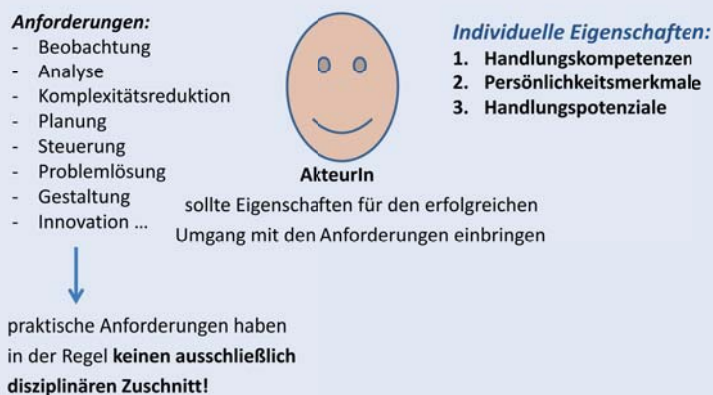 Anforderungen:
- Beobachtung
- Analyse
- Komplexitätsreduktion
- Planung
- Steuerung
- Problemlösung
- Gestaltung
- Innovation ...
praktische Anforderungen haben
in der Regel keinen ausschließlich
disziplinären Zuschnitt!
AkteurIn
sollte Eigenschaften für den erfolgreichen
Umgang mit den Anforderungen einbringen
Individuelle Eigenschaften:
1. Handlungskompetenzen
2. Persönlichkeitsmerkmale
3. Handlungspotenziale